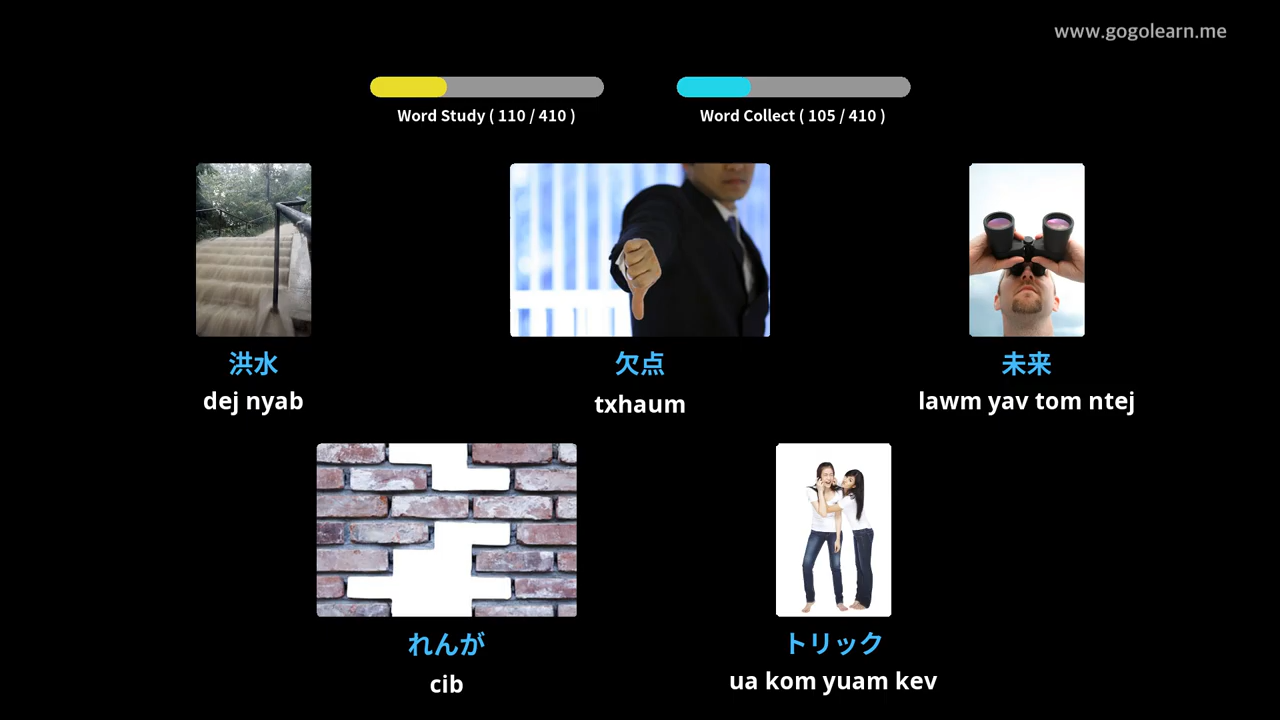 www.gogolearn.me
Word Study ( 110 / 410 )
Word Collect ( 105 / 410 )
洪水
dej nyab
欠点
txhaum
未来
lawm yav tom ntej
れんが
cib
トリック
ua kom yuam kev